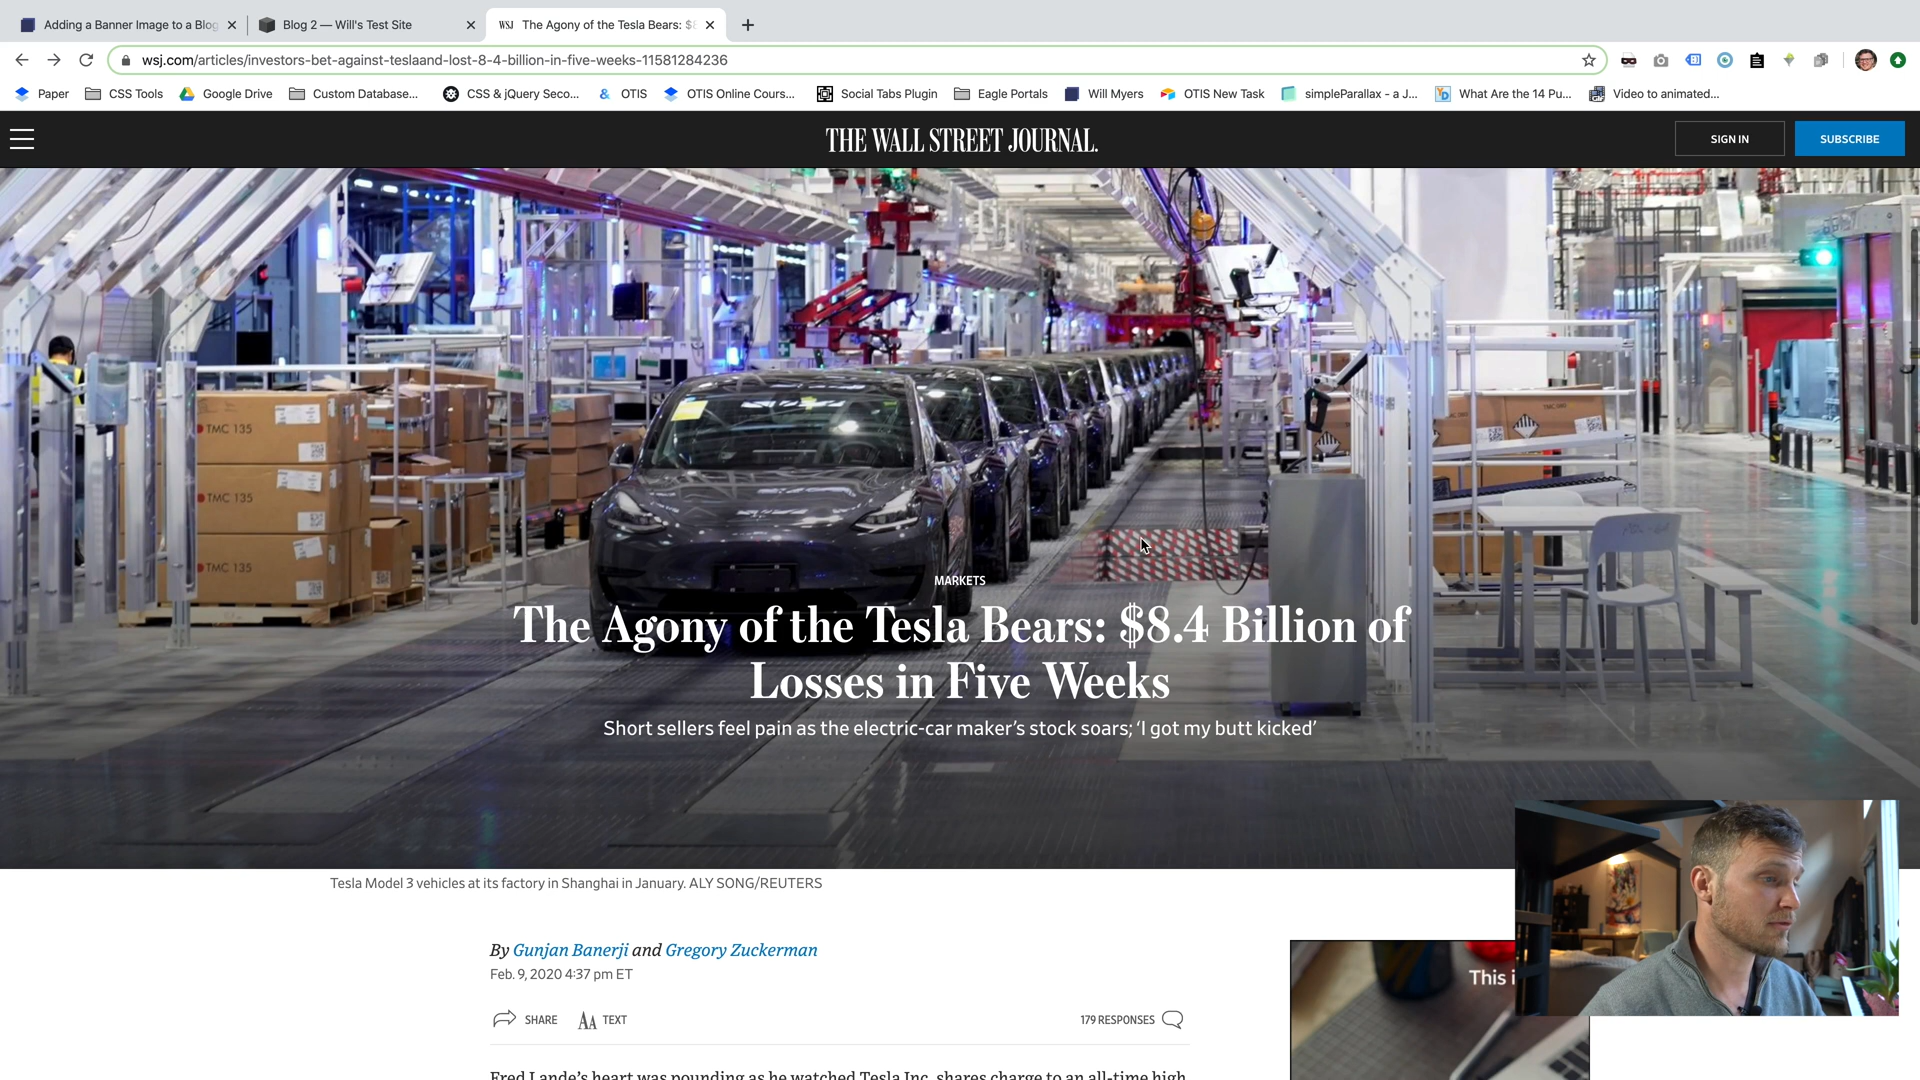 Adding a Banner Image to a Blog
Blog 2 — Will's Test Site
WSJ The Agony of the Tesla Bears: $8
wsj.com/articles/investors-bet-against-teslaand-lost-8-4-billion-in-five-weeks-11581284236
Paper CSS Tools Google Drive Custom Database... CSS & jQuery Seco... & OTIS OTIS Online Cours... Social Tabs Plugin Eagle Portals Will Myers OTIS New Task simpleParallax - a J... What Are the 14 Pu... Video to animated...
THE WALL STREET JOURNAL.
SIGN IN
SUBSCRIBE
TMC 135
TMC 135
TMC 135
MARKETS
The Agony of the Tesla Bears: $8.4 Billion of
Losses in Five Weeks
Short sellers feel pain as the electric-car maker's stock soars; 'I got my butt kicked'
Tesla Model 3 vehicles at its factory in Shanghai in January. ALY SONG/REUTERS
By Gunjan Banerji and Gregory Zuckerman
Feb. 9, 2020 4:37 pm ET
This i
SHARE AA TEXT
179 RESPONSES
Fred Lande's heart was pounding as he watched Tesla Inc. shares charge to an all-time high